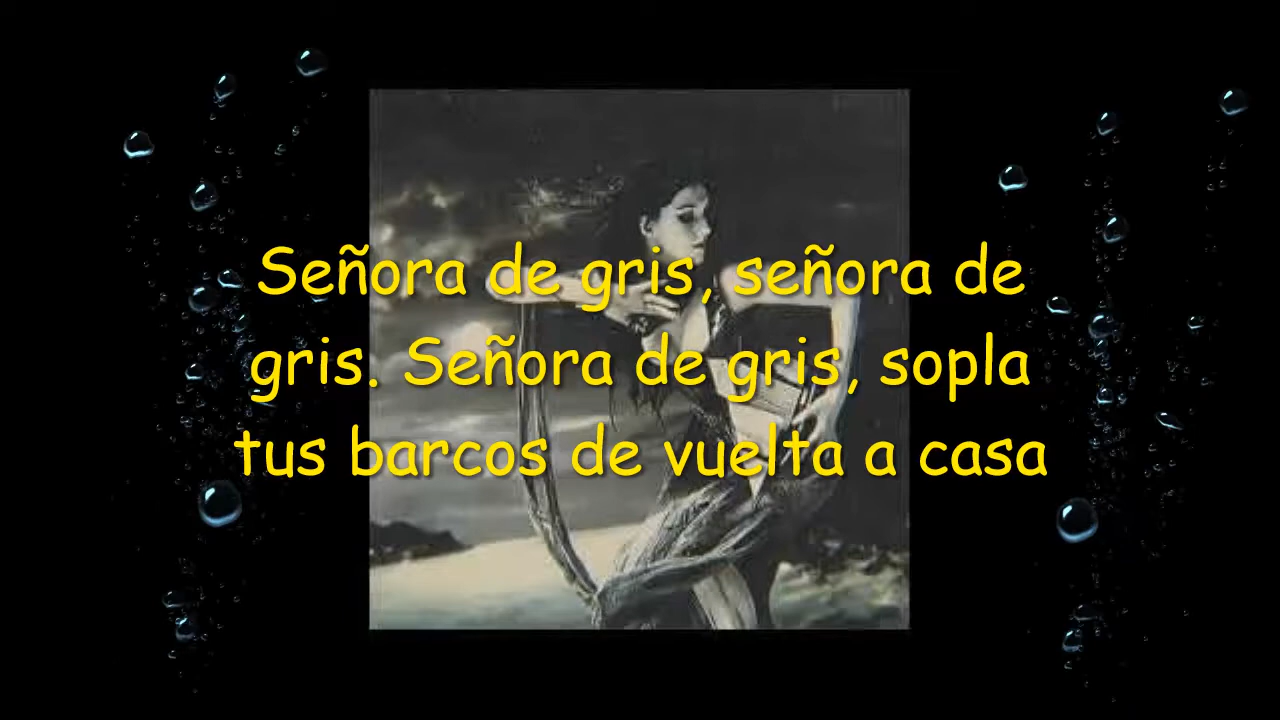 Señora de gris, señora de
gris. Señora de gris, sopla
tus barcos de vuelta a casa